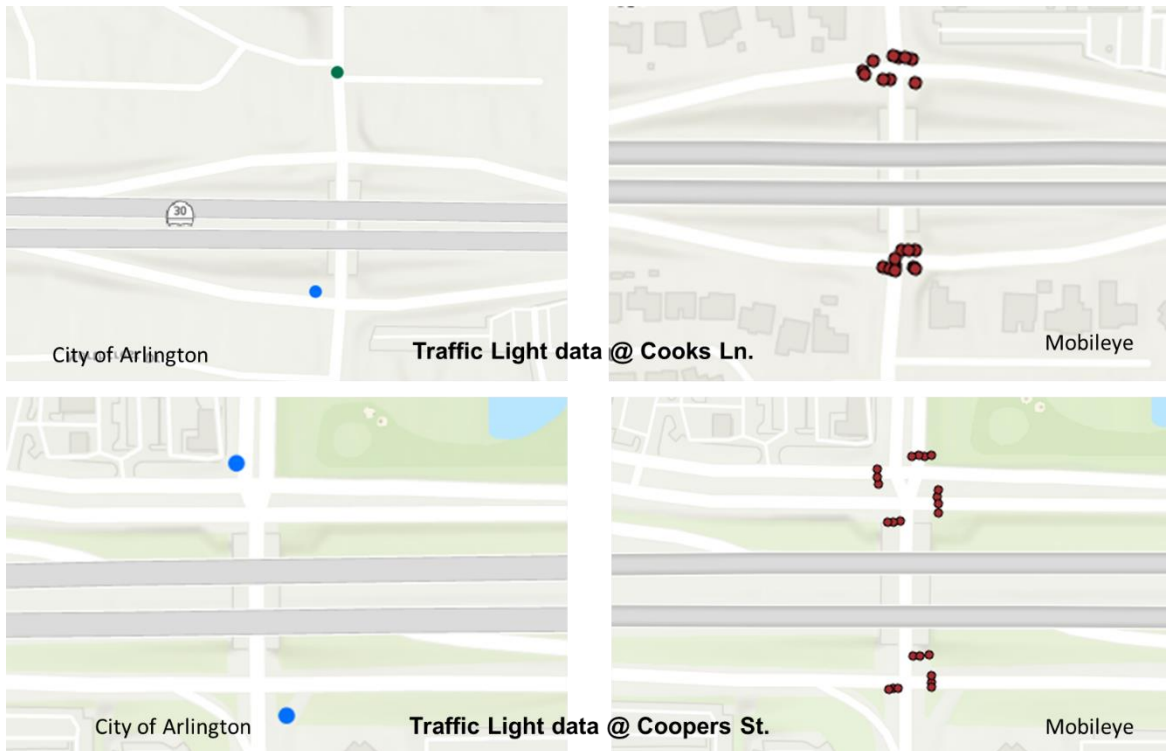 30
City of Arlington
Traffic Light data @ Cooks Ln.
Mobileye
City of Arlington
Traffic Light data @ Coopers St.
Mobileye